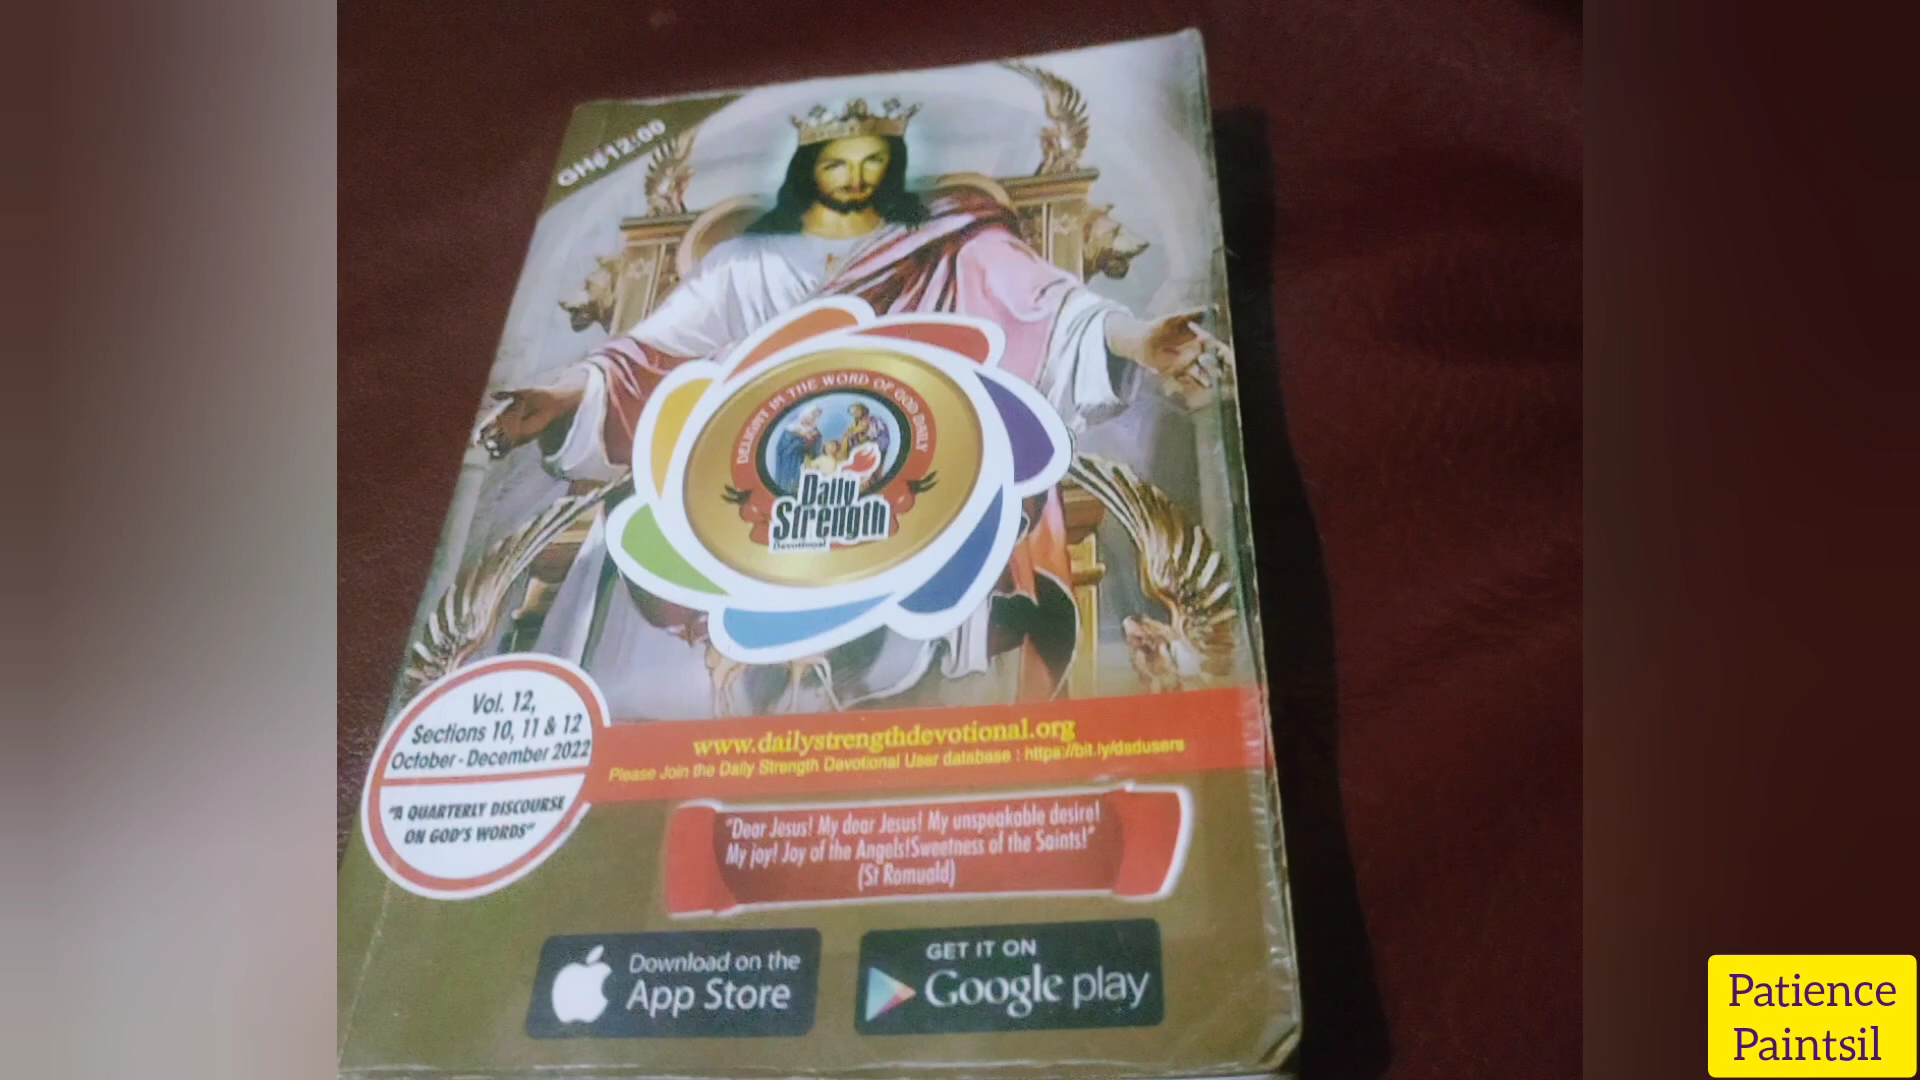 GH¢12:00
DELIGHT IN THE WORD OF GOD DAILY
Daily
Strength
Devotional
Vol. 12,
Sections 10, 11 & 12
October - December 2022
"A QUARTERLY DISCOURSE
ON GOD'S WORDS"
www.dailystrengthdevotional.org
Please Join the Daily Strength Devotional User database : https://bit.ly/dsdusers
"Dear Jesus! My dear Jesus! My unspeakable desire!
My joy! Joy of the Angels!Sweetness of the Saints!"
(St Romuald)
Download on the
App Store
GET IT ON
Google play
Patience
Paintsil